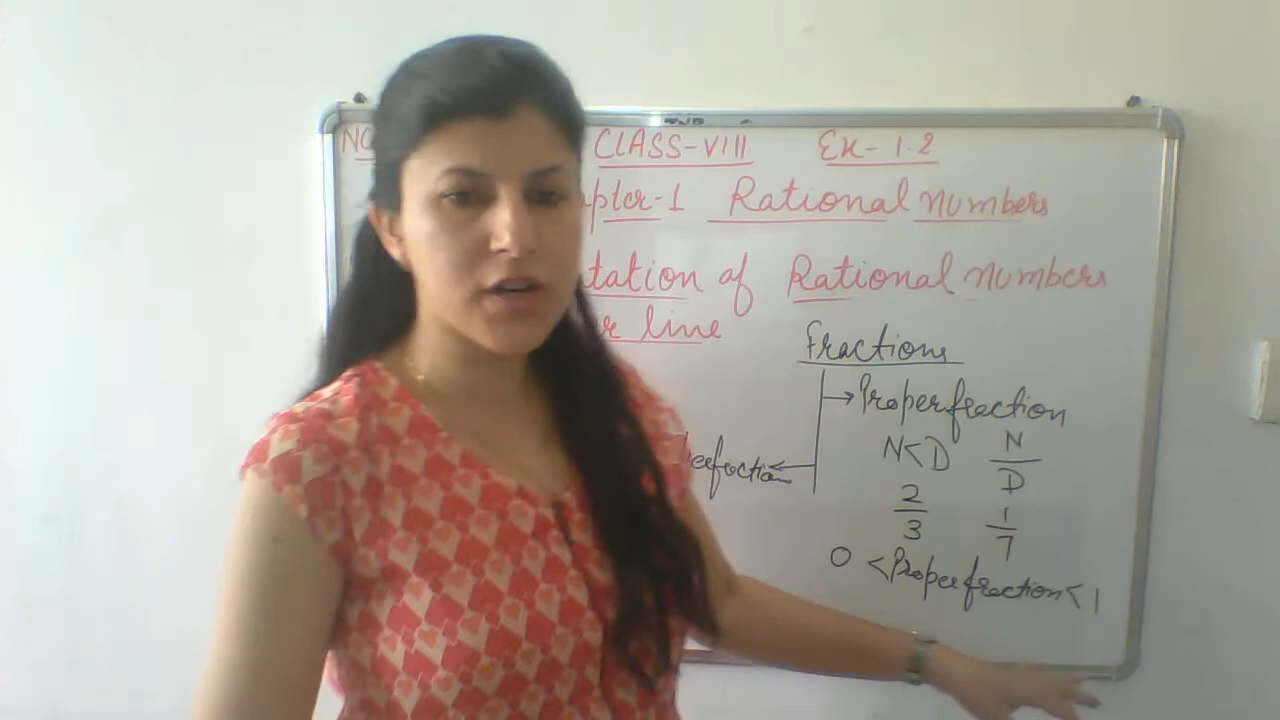 NC CLASS-VIII Ex-1.2
pter-1 Rational numbers
tation of Rational numbers
r line
Fractions
→ Proper fraction
erfraction ←
N<D N/D
2/3 1/7
0 < Proper fraction < 1